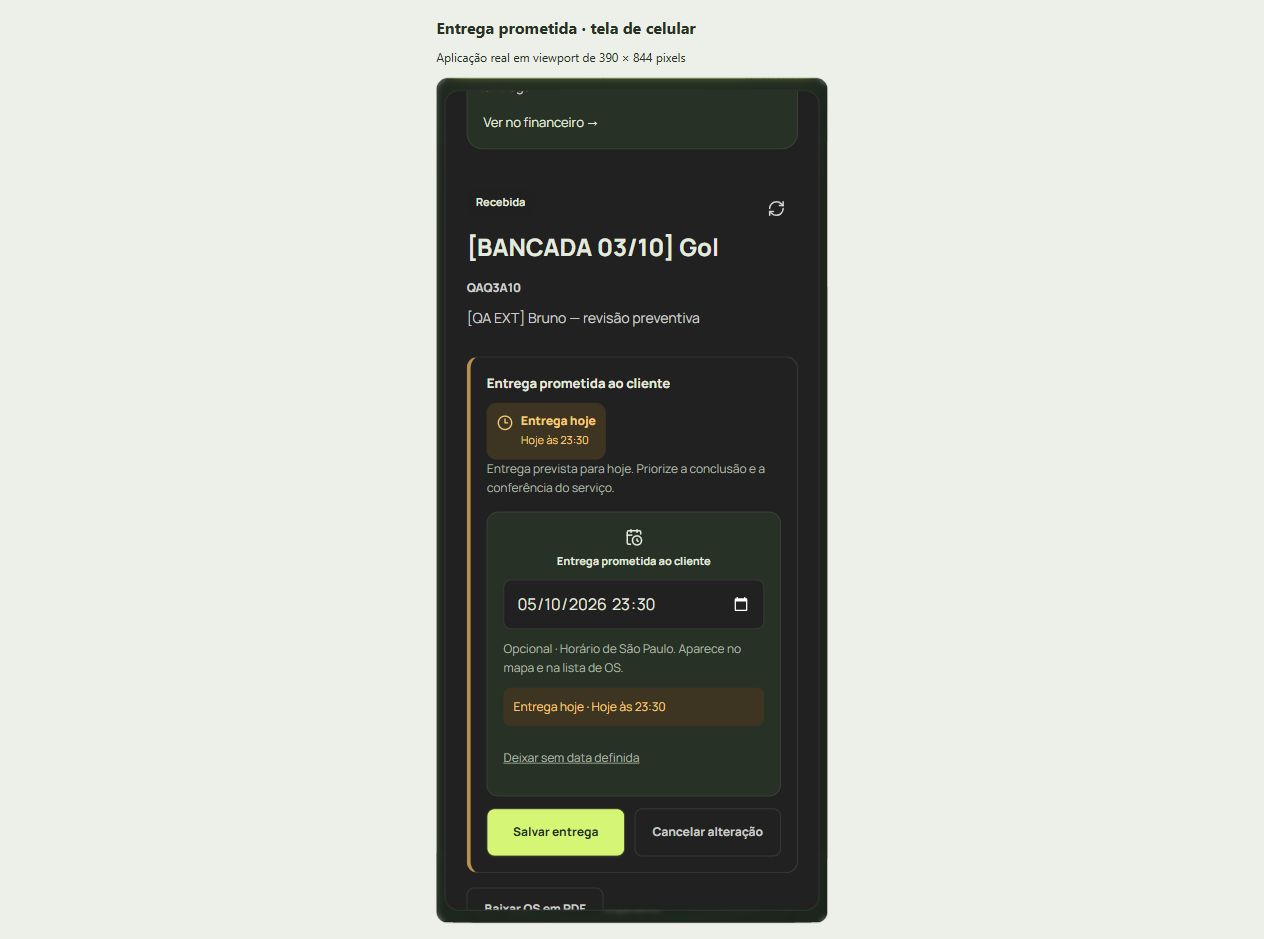 Entrega prometida · tela de celular
Aplicação real em viewport de 390 × 844 pixels
Ver no financeiro →
Recebida
[BANCADA 03/10] Gol
QAQ3A10
[QA EXT] Bruno — revisão preventiva
Entrega prometida ao cliente
Entrega hoje
Hoje às 23:30
Entrega prevista para hoje. Priorize a conclusão e a
conferência do serviço.
Entrega prometida ao cliente
05/10/2026 23:30
Opcional · Horário de São Paulo. Aparece no
mapa e na lista de OS.
Entrega hoje · Hoje às 23:30
Deixar sem data definida
Salvar entrega
Cancelar alteração
Baixar OS em PDF